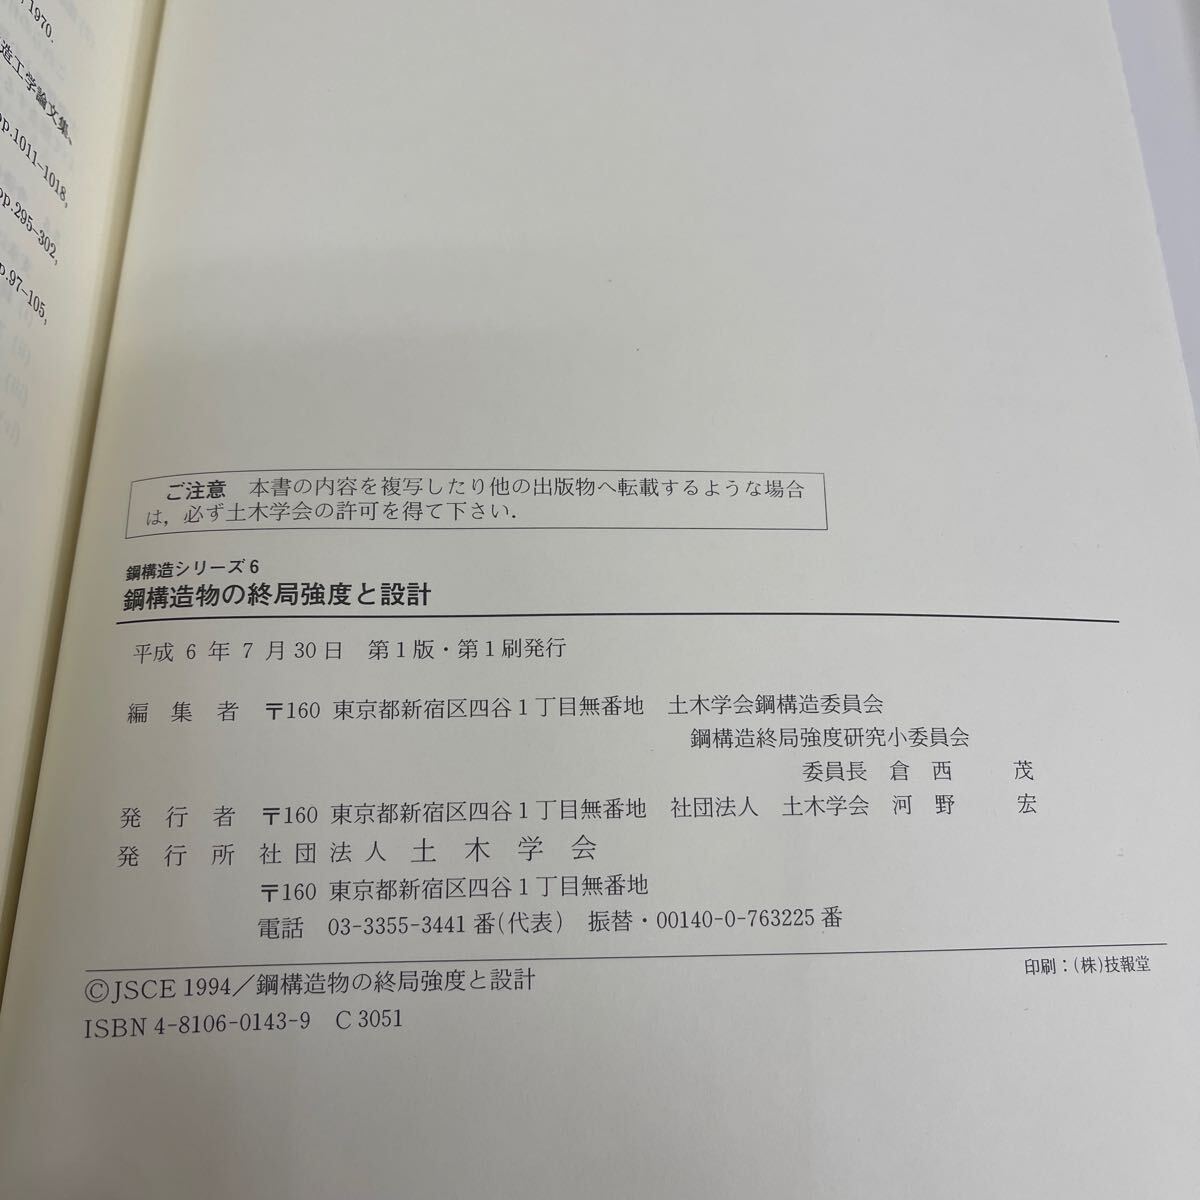 1970.
造工学論文集、
pp.1011-1018,
pp.295-302,
p.97-105,
ご注意　本書の内容を複写したり他の出版物へ転載するような場合
は，必ず土木学会の許可を得て下さい．
鋼構造シリーズ6
鋼構造物の終局強度と設計
平成 6 年 7 月 30日　第1版・第1刷発行
編 集 者　〒160 東京都新宿区四谷1丁目無番地　土木学会鋼構造委員会
鋼構造終局強度研究小委員会
委員長　倉 西 茂
発 行 者　〒160 東京都新宿区四谷1丁目無番地　社団法人　土木学会　河 野 宏
発 行 所　社 団 法 人　土 木 学 会
〒160 東京都新宿区四谷1丁目無番地
電話　03-3355-3441番(代表)　振替・00140-0-763225番
©JSCE 1994／鋼構造物の終局強度と設計
印刷：(株)技報堂
ISBN 4-8106-0143-9　C 3051